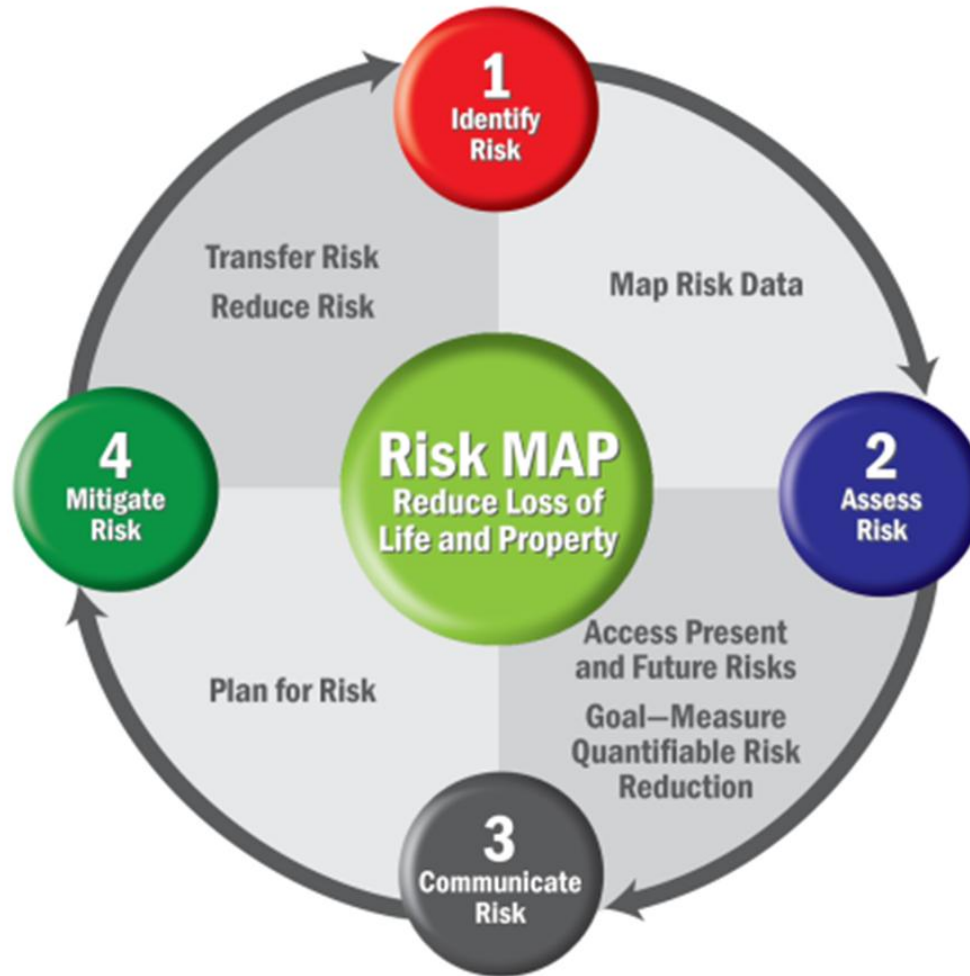 1
Identify
Risk
Transfer Risk
Reduce Risk
Map Risk Data
Risk MAP
Reduce Loss of
Life and Property
4
Mitigate
Risk
2
Assess
Risk
Plan for Risk
Access Present
and Future Risks
Goal—Measure
Quantifiable Risk
Reduction
3
Communicate
Risk